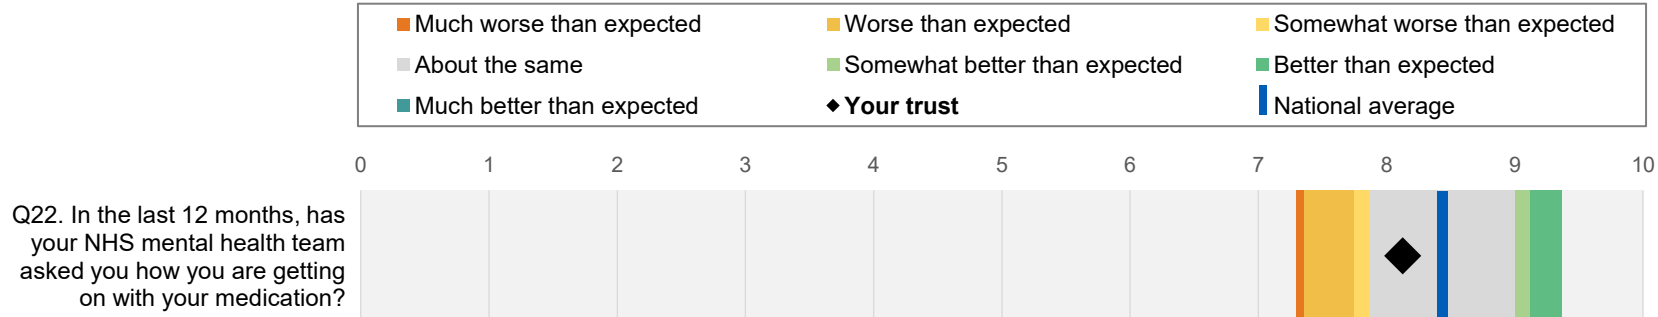 Much worse than expected
Worse than expected
Somewhat worse than expected
About the same
Somewhat better than expected
Better than expected
Much better than expected
Your trust
National average
0 1 2 3 4 5 6 7 8 9 10
Q22. In the last 12 months, has
your NHS mental health team
asked you how you are getting
on with your medication?